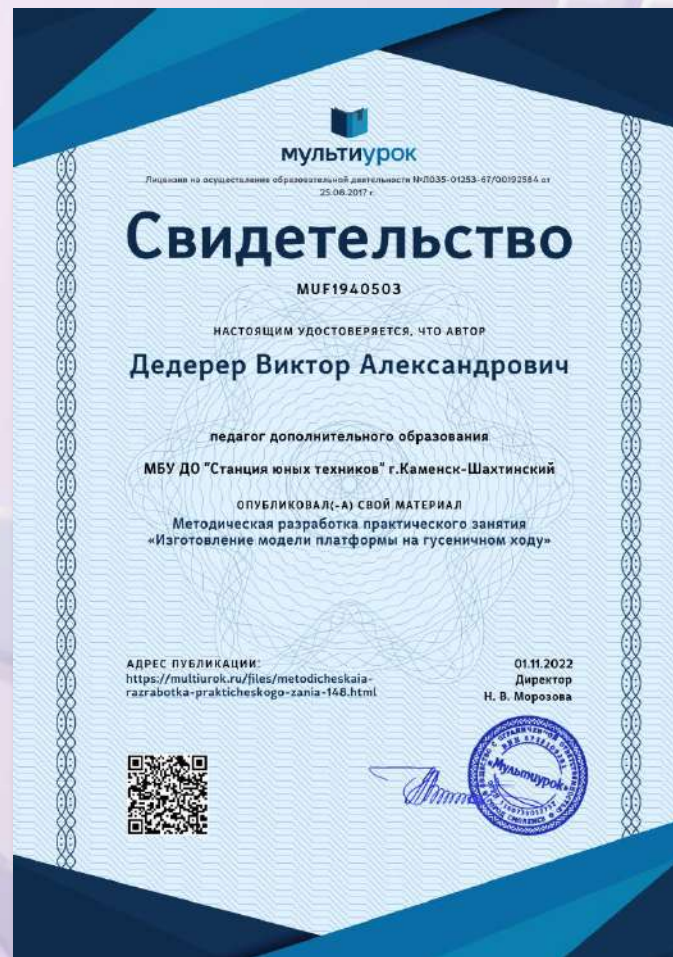 мультиурок
Лицензия на осуществление образовательной деятельности №Л035-01253-67/00192584 от
25.08.2017 г.
Свидетельство
MUF1940503
НАСТОЯЩИМ УДОСТОВЕРЯЕТСЯ, ЧТО АВТОР
Дедерер Виктор Александрович
педагог дополнительного образования
МБУ ДО "Станция юных техников" г.Каменск-Шахтинский
ОПУБЛИКОВАЛ(-А) СВОЙ МАТЕРИАЛ
Методическая разработка практического занятия
«Изготовление модели платформы на гусеничном ходу»
АДРЕС ПУБЛИКАЦИИ:
https://multiurok.ru/files/metodicheskaia-
razrabotka-prakticheskogo-zania-148.html
01.11.2022
Директор
Н. В. Морозова
«Мультиурок»